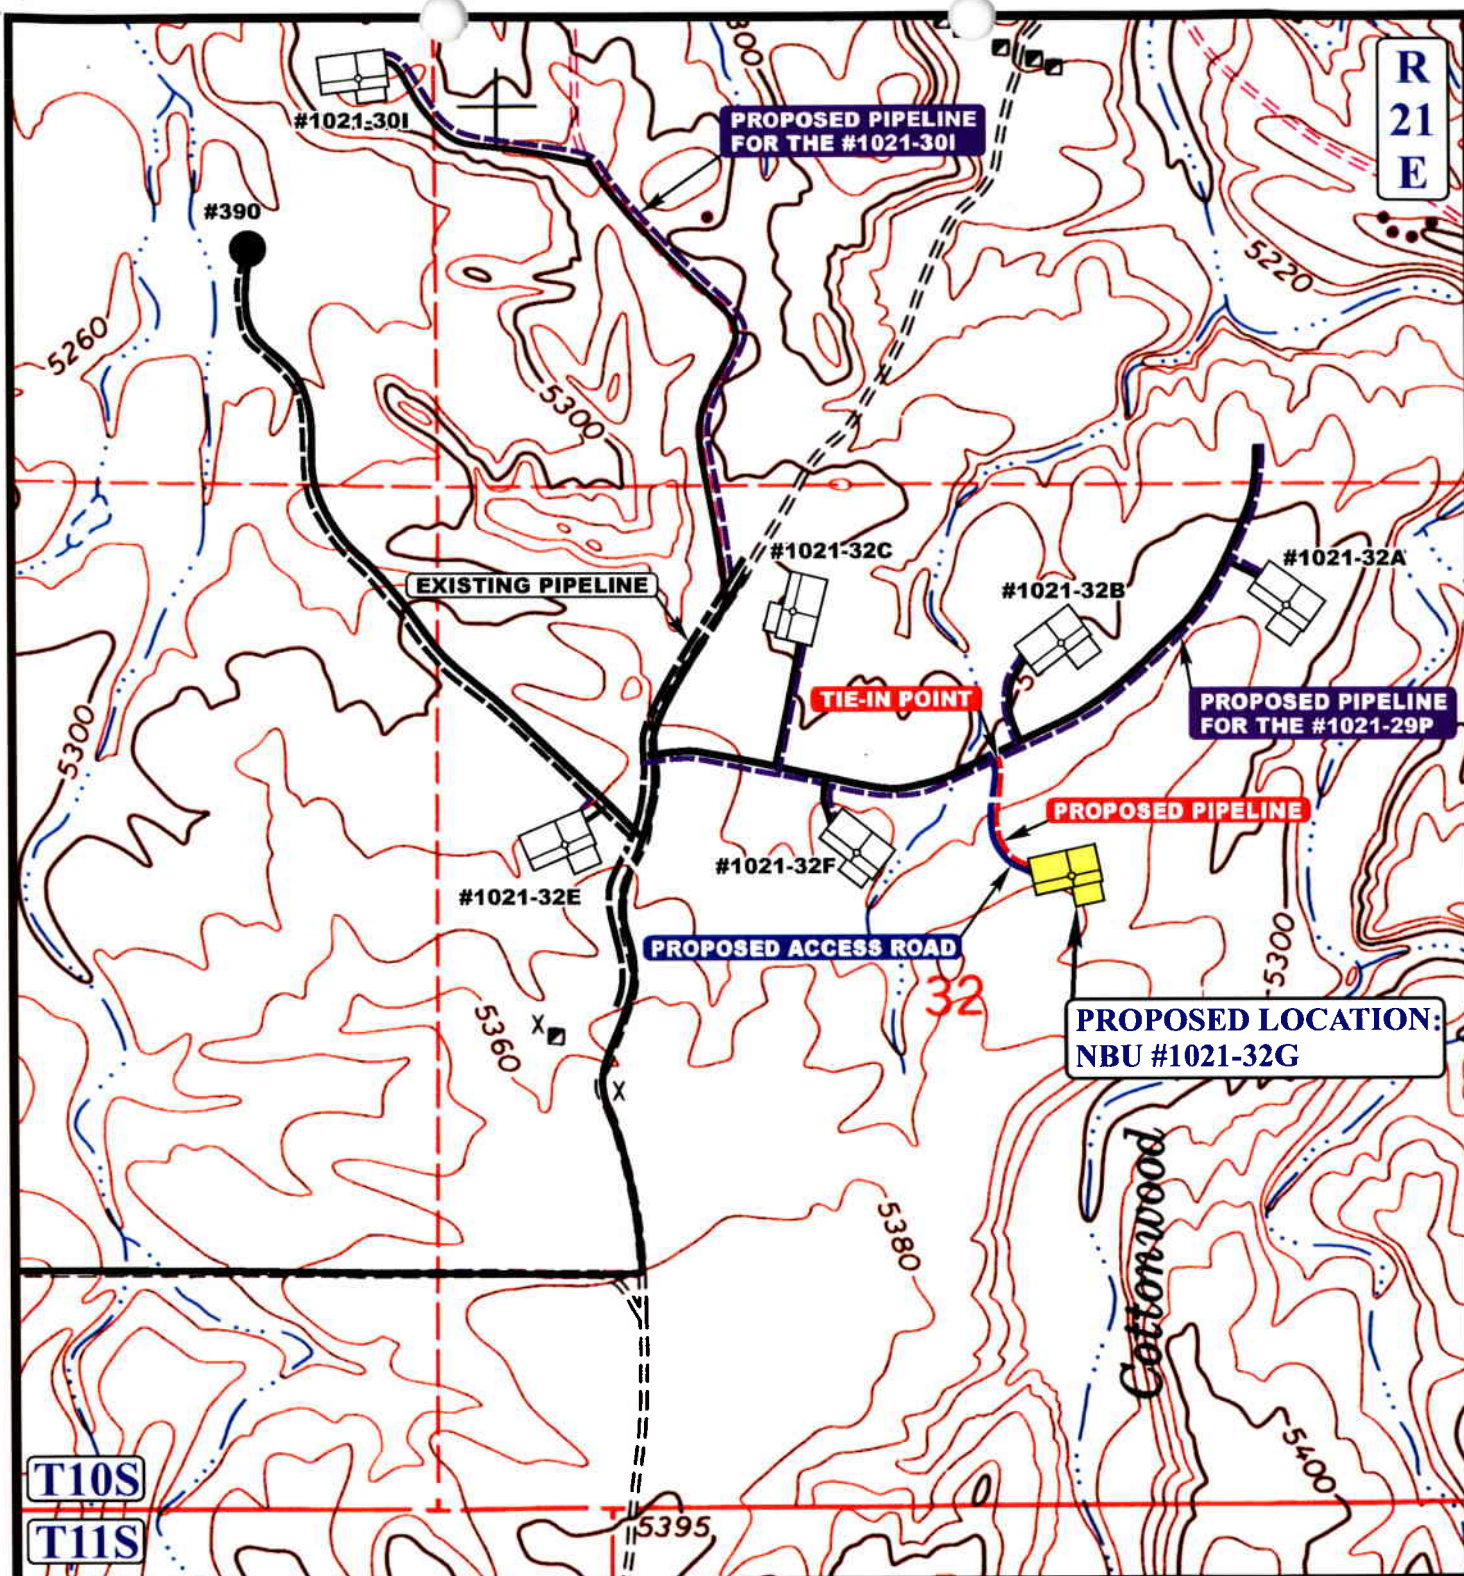 R
21
E
#1021-30I
PROPOSED PIPELINE
FOR THE #1021-30I
#390
5220
5260
5300
#1021-32C
#1021-32A
EXISTING PIPELINE
#1021-32B
TIE-IN POINT
PROPOSED PIPELINE
FOR THE #1021-29P
5300
PROPOSED PIPELINE
#1021-32F
#1021-32E
PROPOSED ACCESS ROAD
5300
32
X
5360
PROPOSED LOCATION:
NBU #1021-32G
X
Cottonwood
5380
5400
T10S
5395
T11S